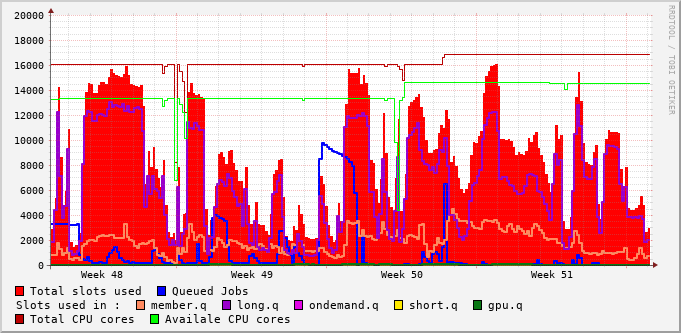 20000
18000
16000
14000
12000
10000
8000
6000
4000
2000
0
Week 48 Week 49 Week 50 Week 51
RRDTOOL / TOBI OETIKER
Total slots used Queued Jobs
Slots used in : member.q long.q ondemand.q short.q gpu.q
Total CPU cores Availale CPU cores